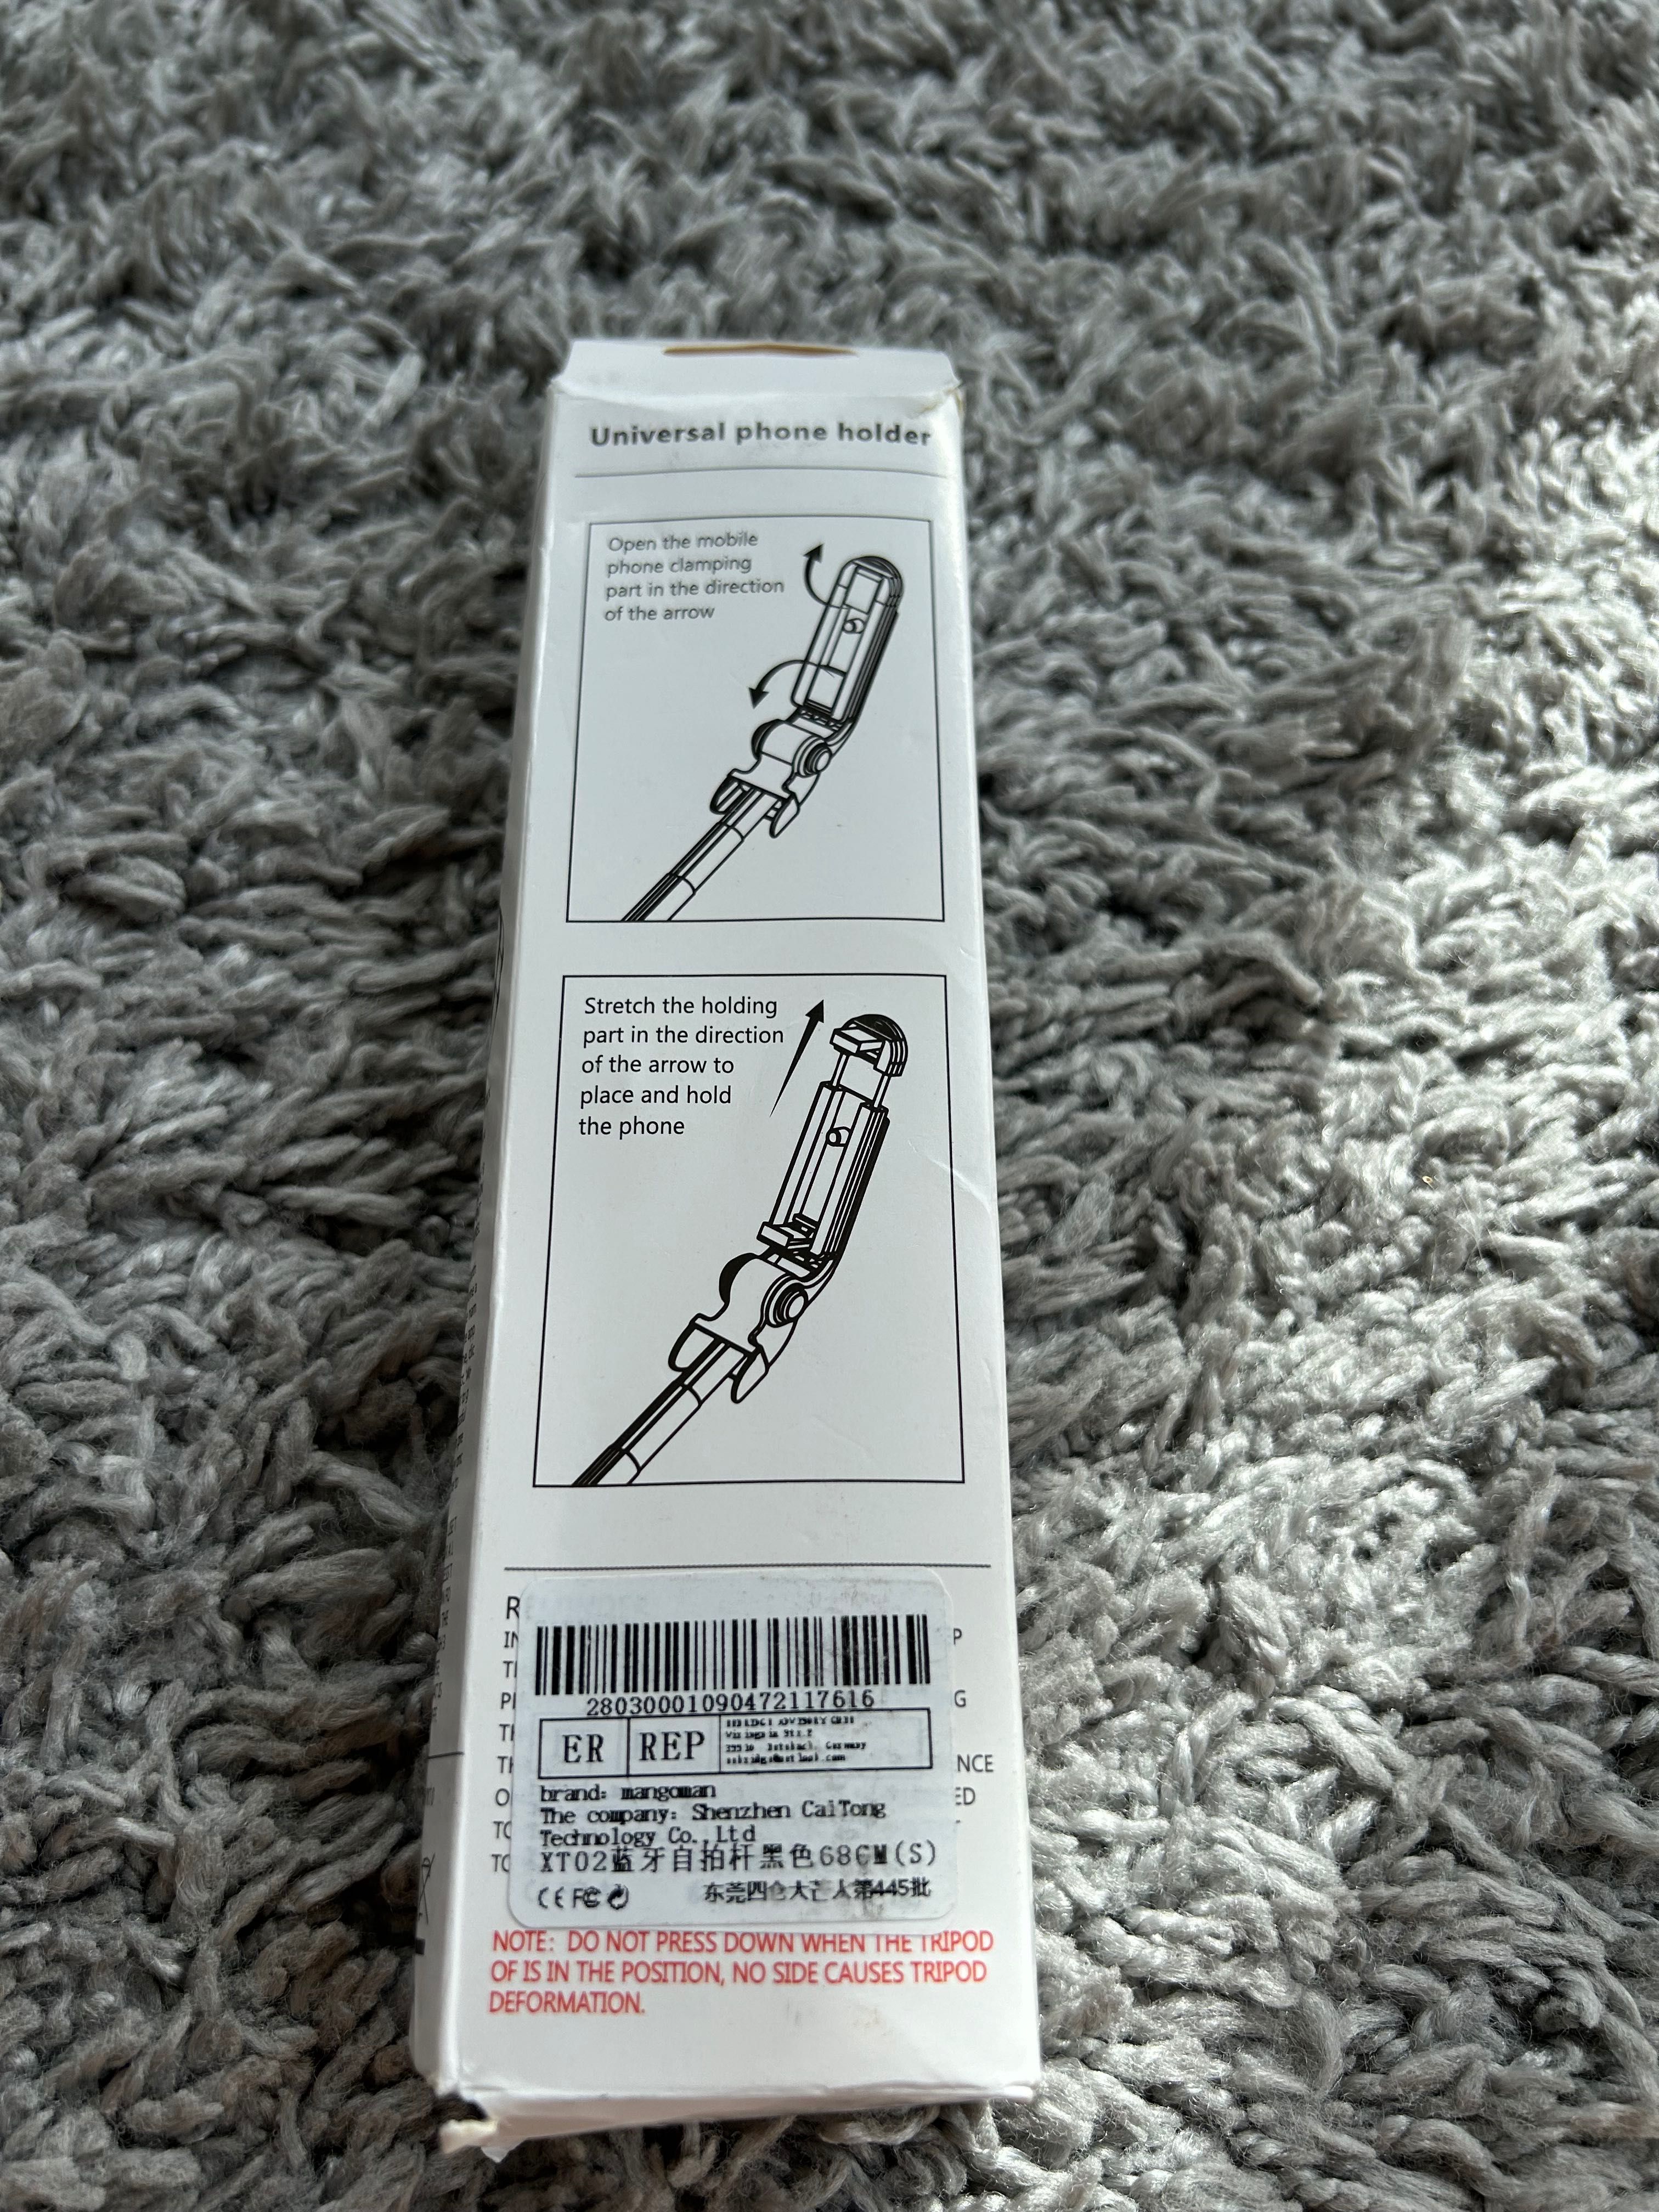 Universal phone holder
Open the mobile
phone clamping
part in the direction
of the arrow
Stretch the holding
part in the direction
of the arrow to
place and hold
the phone
28030001090472117616
ER REP
brand: mangoman
The company: Shenzhen CaiTong
Technology Co., Ltd
XT02蓝牙自拍杆黑色68CM(S)
CE FC
NOTE: DO NOT PRESS DOWN WHEN THE TRIPOD
OF IS IN THE POSITION, NO SIDE CAUSES TRIPOD
DEFORMATION.